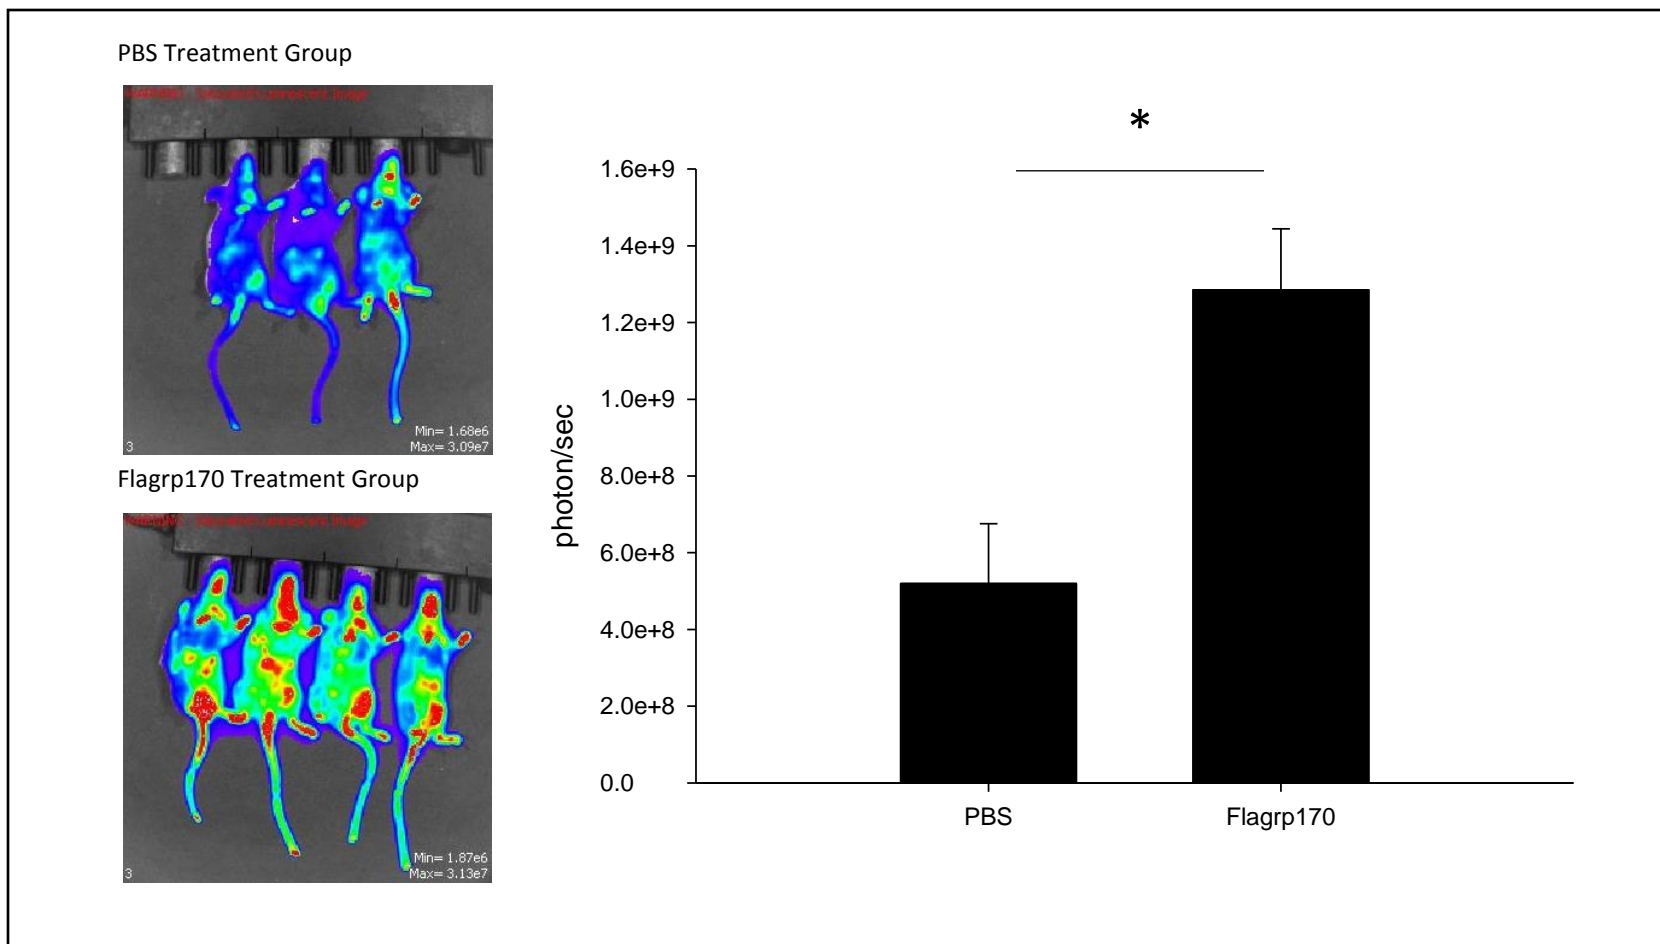 PBS Treatment Group
Min= 1.68e6
3
Max= 3.09e7
Flagrp170 Treatment Group
Min= 1.87e6
3
Max= 3.13e7
*
photon/sec
1.6e+9
1.4e+9
1.2e+9
1.0e+9
8.0e+8
6.0e+8
4.0e+8
2.0e+8
0.0
PBS
Flagrp170